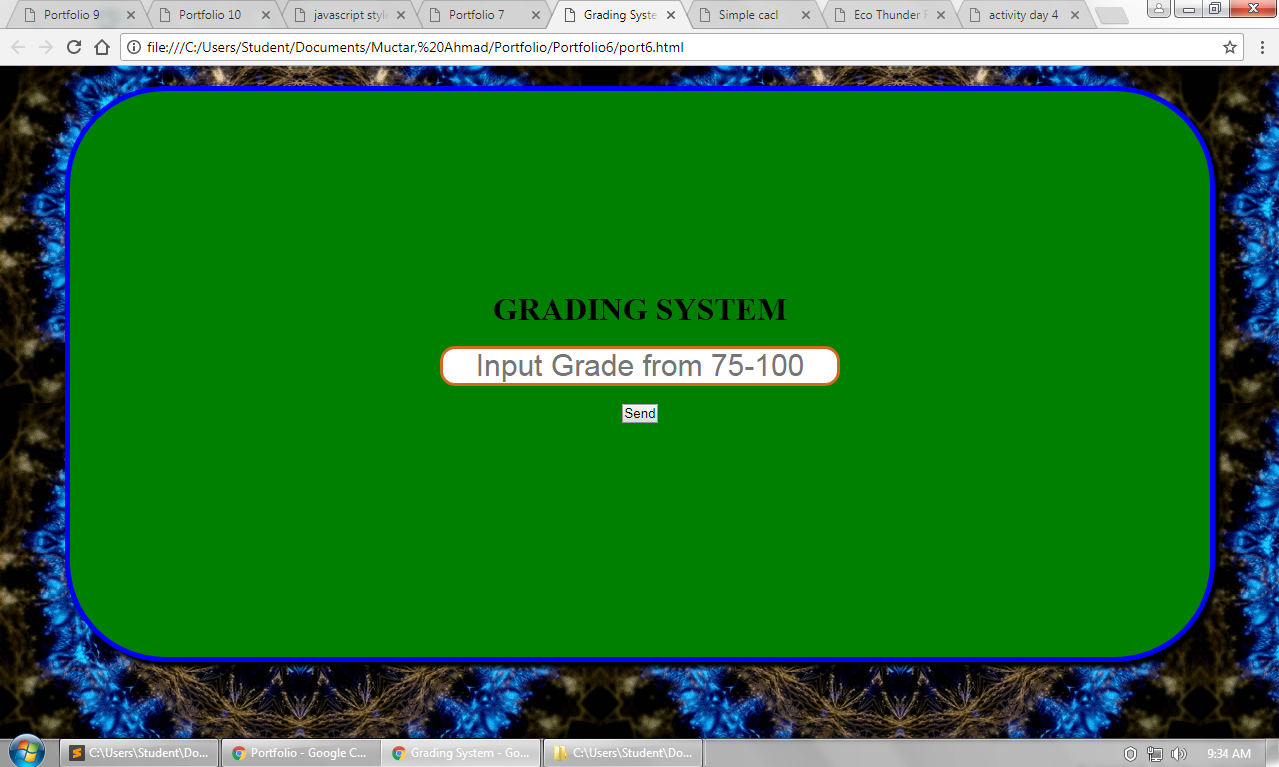 Portfolio 9
Portfolio 10
javascript styl
Portfolio 7
Grading Syste
Simple cacl
Eco Thunder
activity day 4
file:///C:/Users/Student/Documents/Muctar,%20Ahmad/Portfolio/Portfolio6/port6.html
GRADING SYSTEM
Input Grade from 75-100
Send
C:\Users\Student\Do...
Portfolio - Google C...
Grading System - Go...
C:\Users\Student\Do...
9:34 AM